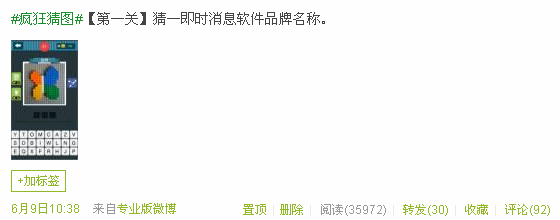 #疯狂猜图#【第一关】猜一即时消息软件品牌名称。
+加标签
6月9日10:38 来自专业版微博 置顶 | 删除 | 阅读(35972) | 转发(30) | 收藏 | 评论(92)